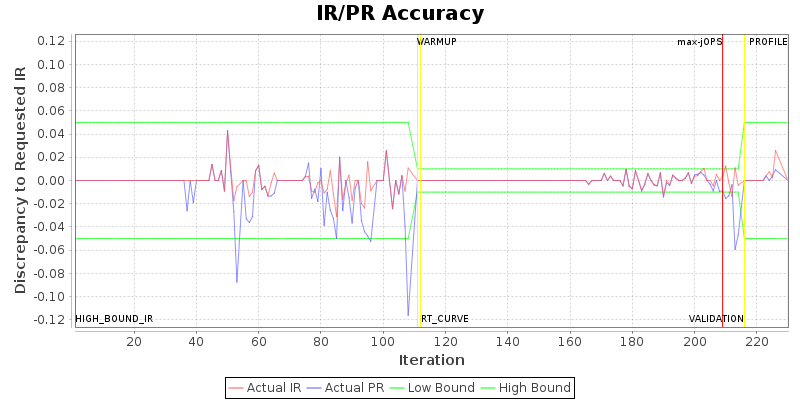 IR/PR Accuracy
Discrepancy to Requested IR
0.12
0.10
0.08
0.06
0.04
0.02
0.00
-0.02
-0.04
-0.06
-0.08
-0.10
-0.12
WARMUP
max-jOPS
PROFILE
HIGH_BOUND_IR
RT_CURVE
VALIDATION
20 40 60 80 100 120 140 160 180 200 220
Iteration
Actual IR Actual PR Low Bound High Bound